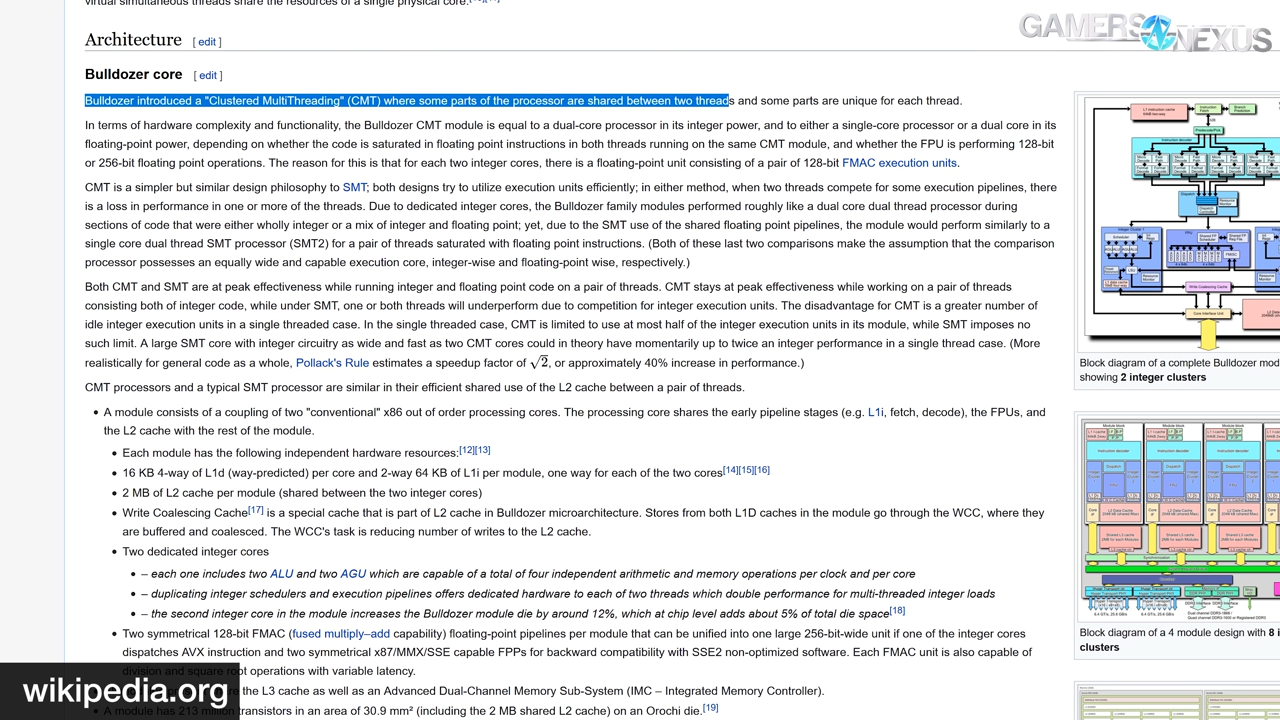 virtual simultaneous threads share the resources of a single physical core.
GAMERS NEXUS
Architecture [ edit ]
Bulldozer core [ edit ]
Bulldozer introduced a "Clustered MultiThreading" (CMT) where some parts of the processor are shared between two threads and some parts are unique for each thread.
In terms of hardware complexity and functionality, the Bulldozer CMT module is equal to a dual-core processor in its integer power, and to either a single-core processor or a dual core in its
floating-point power, depending on whether the code is saturated in floating point instructions in both threads running on the same CMT module, and whether the FPU is performing 128-bit
or 256-bit floating point operations. The reason for this is that for each two integer cores, there is a floating-point unit consisting of a pair of 128-bit FMAC execution units.
CMT is a simpler but similar design philosophy to SMT; both designs try to utilize execution units efficiently; in either method, when two threads compete for some execution pipelines, there
is a loss in performance in one or more of the threads. Due to dedicated integer cores, the Bulldozer family modules performed roughly like a dual core dual thread processor during
sections of code that were either wholly integer or a mix of integer and floating point; yet, due to the SMT use of the shared floating point pipelines, the module would perform similarly to a
single core dual thread SMT processor (SMT2) for a pair of threads saturated with floating point instructions. (Both of these last two comparisons make the assumption that the comparison
processor possesses an equally wide and capable execution core, integer-wise and floating-point wise, respectively.)
Both CMT and SMT are at peak effectiveness while running integer and floating point code on a pair of threads. CMT stays at peak effectiveness while working on a pair of threads
consisting both of integer code, while under SMT, one or both threads will underperform due to competition for integer execution units. The disadvantage for CMT is a greater number of
idle integer execution units in a single threaded case. In the single threaded case, CMT is limited to use at most half of the integer execution units in its module, while SMT imposes no
such limit. A large SMT core with integer circuitry as wide and fast as two CMT cores could in theory have momentarily up to twice an integer performance in a single thread case. (More
realistically for general code as a whole, Pollack's Rule estimates a speedup factor of √2, or approximately 40% increase in performance.)
CMT processors and a typical SMT processor are similar in their efficient shared use of the L2 cache between a pair of threads.
• A module consists of a coupling of two "conventional" x86 out of order processing cores. The processing core shares the early pipeline stages (e.g. L1i, fetch, decode), the FPUs, and
the L2 cache with the rest of the module.
• Each module has the following independent hardware resources:[12][13]
• 16 KB 4-way of L1d (way-predicted) per core and 2-way 64 KB of L1i per module, one way for each of the two cores[14][15][16]
• 2 MB of L2 cache per module (shared between the two integer cores)
• Write Coalescing Cache[17] is a special cache that is part of L2 cache in Bulldozer microarchitecture. Stores from both L1D caches in the module go through the WCC, where they
are buffered and coalesced. The WCC's task is reducing number of writes to the L2 cache.
• Two dedicated integer cores
• – each one includes two ALU and two AGU which are capable of a total of four independent arithmetic and memory operations per clock and per core
• – duplicating integer schedulers and execution pipelines offers dedicated hardware to each of two threads which double performance for multi-threaded integer loads
• – the second integer core in the module increases the Bulldozer module die by around 12%, which at chip level adds about 5% of total die space[18]
• Two symmetrical 128-bit FMAC (fused multiply–add capability) floating-point pipelines per module that can be unified into one large 256-bit-wide unit if one of the integer cores
dispatches AVX instruction and two symmetrical x87/MMX/SSE capable FPPs for backward compatibility with SSE2 non-optimized software. Each FMAC unit is also capable of
division and square root operations with variable latency.
the L3 cache as well as an Advanced Dual-Channel Memory Sub-System (IMC – Integrated Memory Controller).
• A module has 213 million transistors in an area of 30.9 mm² (including the 2 MB shared L2 cache) on an Orochi die.[19]
Block diagram of a complete Bulldozer mod
showing 2 integer clusters
Block diagram of a 4 module design with 8 i
clusters
wikipedia.org